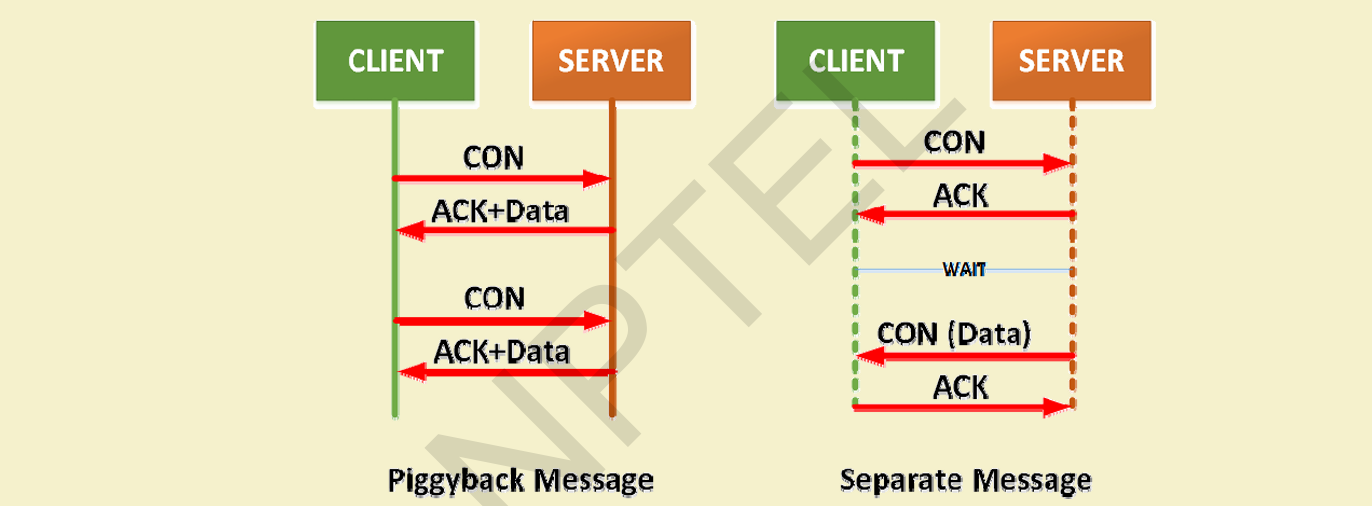 CLIENT SERVER
CON
ACK+Data
CON
ACK+Data
Piggyback Message
CLIENT SERVER
CON
ACK
WAIT
CON (Data)
ACK
Separate Message
NPTEL